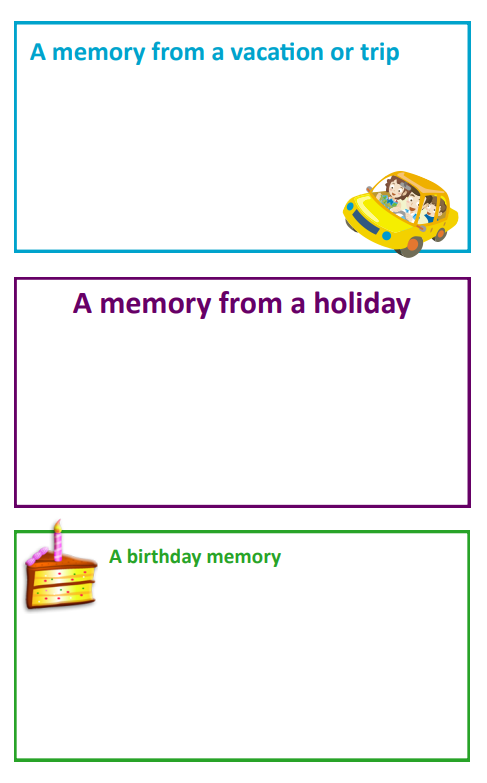 A memory from a vacation or trip
A memory from a holiday
A birthday memory